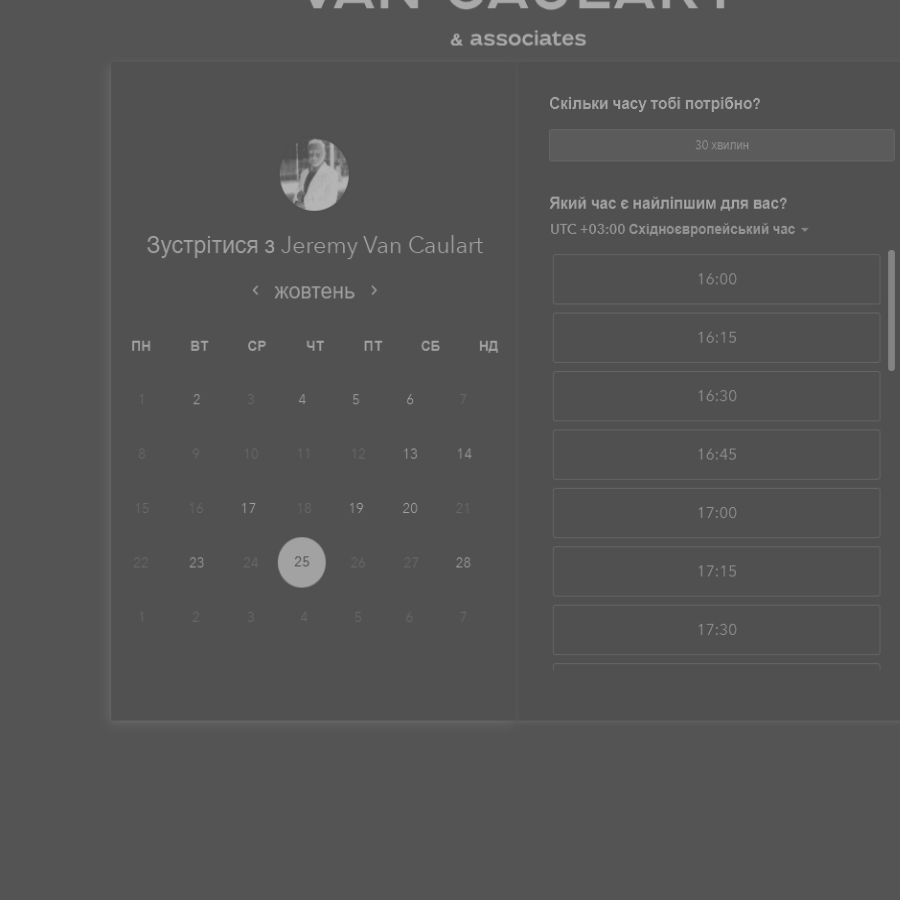 VAN CAULART
& associates
Зустрітися з Jeremy Van Caulart
жовтень
ПН ВТ СР ЧТ ПТ СБ НД
1 2 3 4 5 6 7
8 9 10 11 12 13 14
15 16 17 18 19 20 21
22 23 24 25 26 27 28
1 2 3 4 5 6 7
Скільки часу тобі потрібно?
30 хвилин
Який час є найліпшим для вас?
UTC +03:00 Східноєвропейський час
16:00
16:15
16:30
16:45
17:00
17:15
17:30